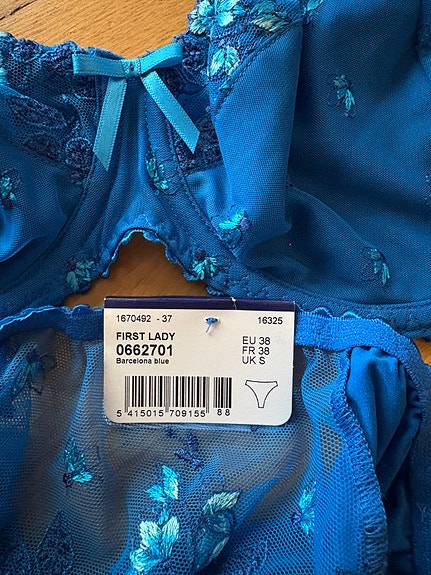 1670492 - 37 16325
FIRST LADY
0662701
Barcelona blue
EU 38
FR 38
UK S
5 415015 709155 88